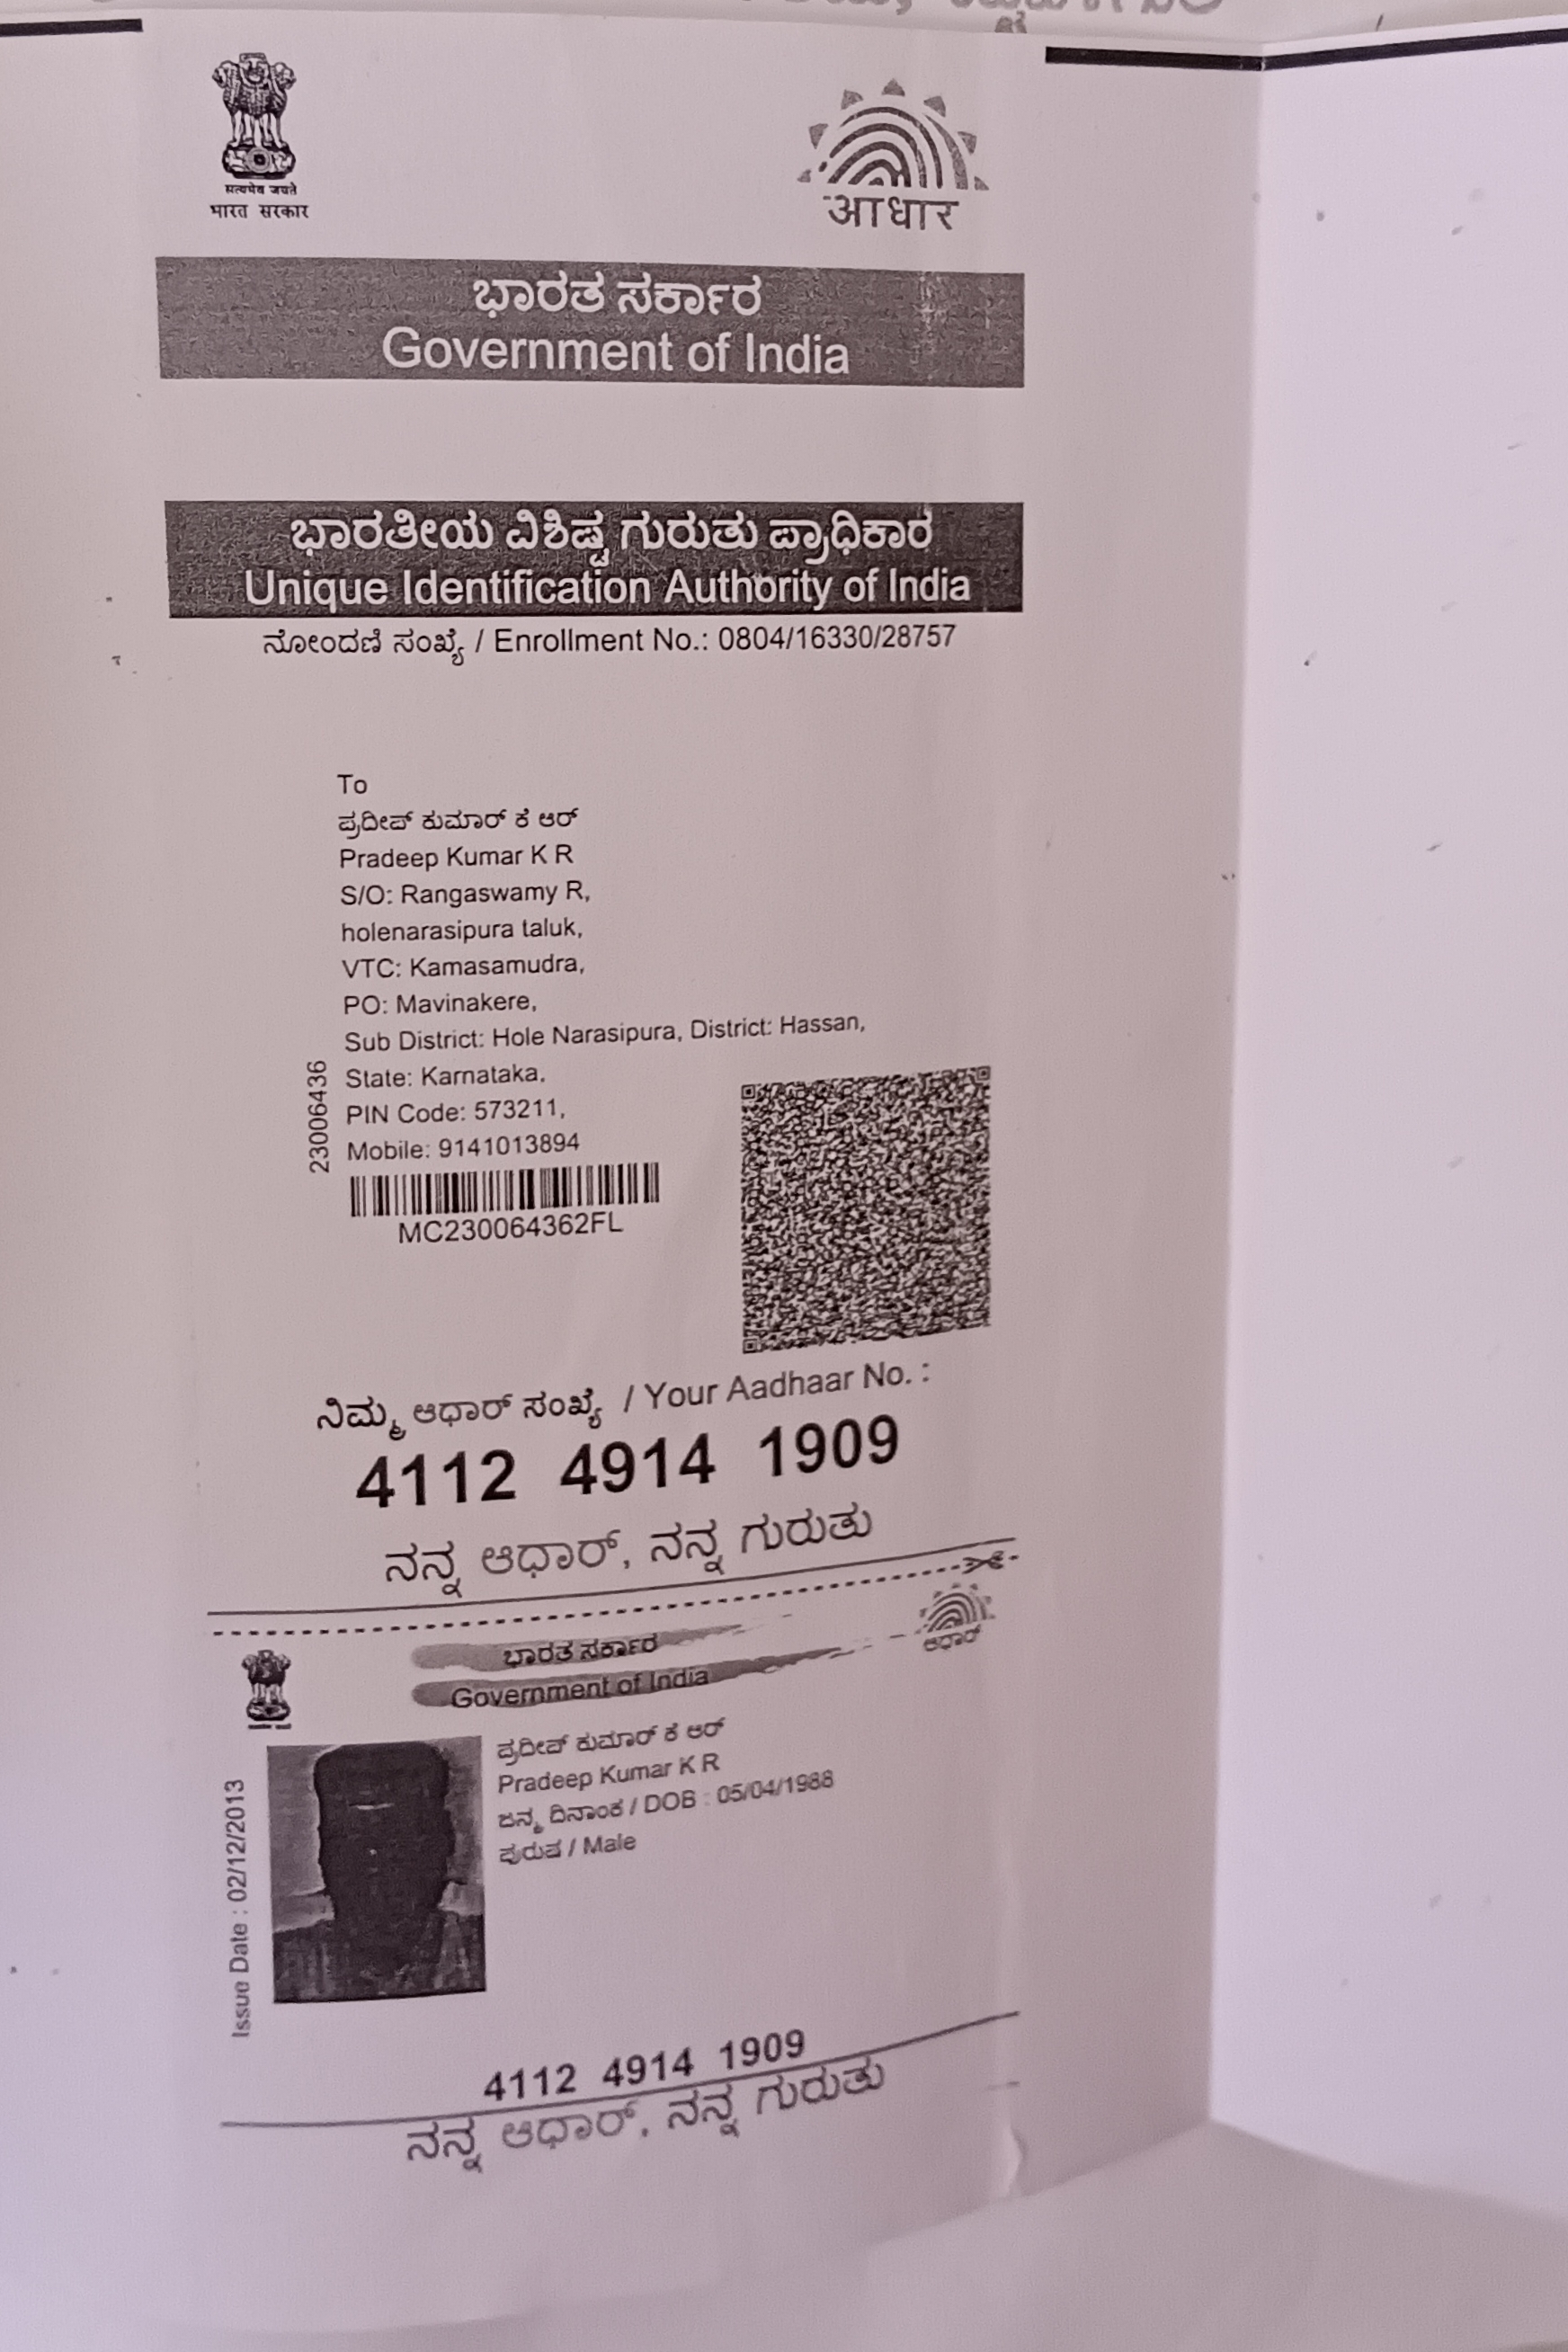 सत्यमेव जयते
भारत सरकार
आधार
ಭಾರತ ಸರ್ಕಾರ
Government of India
ಭಾರತೀಯ ವಿಶಿಷ್ಟ ಗುರುತು ಪ್ರಾಧಿಕಾರ
Unique Identification Authority of India
ನೋಂದಣಿ ಸಂಖ್ಯೆ / Enrollment No.: 0804/16330/28757
To
ಪ್ರದೀಪ್ ಕುಮಾರ್ ಕೆ ಆರ್
Pradeep Kumar K R
S/O: Rangaswamy R,
holenarasipura taluk,
VTC: Kamasamudra,
PO: Mavinakere,
Sub District: Hole Narasipura, District: Hassan,
State: Karnataka,
PIN Code: 573211,
Mobile: 9141013894
23006436
MC230064362FL
ನಿಮ್ಮ ಆಧಾರ್ ಸಂಖ್ಯೆ / Your Aadhaar No. :
4112 4914 1909
ನನ್ನ ಆಧಾರ್, ನನ್ನ ಗುರುತು
ಭಾರತ ಸರ್ಕಾರ
Government of India
ಆಧಾರ್
ಪ್ರದೀಪ್ ಕುಮಾರ್ ಕೆ ಆರ್
Pradeep Kumar K R
ಜನ್ಮ ದಿನಾಂಕ / DOB : 05/04/1988
ಪುರುಷ / Male
Issue Date : 02/12/2013
4112 4914 1909
ನನ್ನ ಆಧಾರ್, ನನ್ನ ಗುರುತು